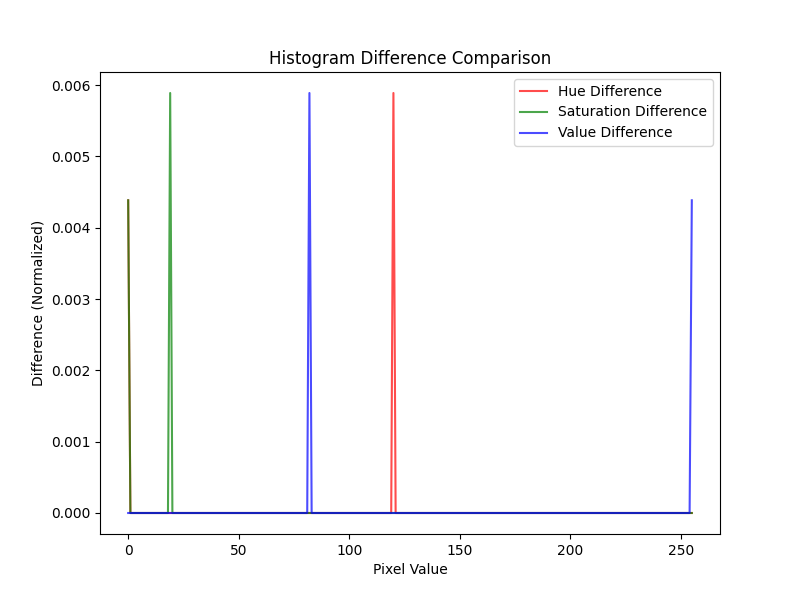 Histogram Difference Comparison
Hue Difference
Saturation Difference
Value Difference
0.006
0.005
0.004
0.003
0.002
0.001
0.000
Difference (Normalized)
0 50 100 150 200 250
Pixel Value